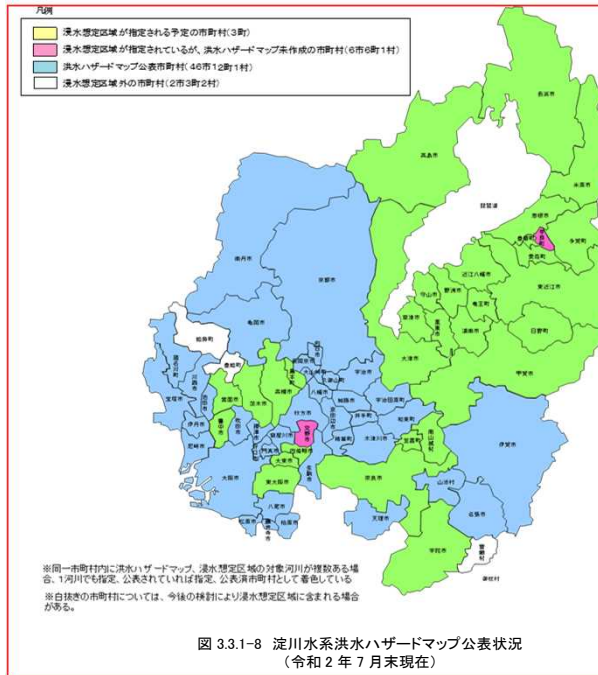 凡例
浸水想定区域が指定される予定の市町村(3町)
浸水想定区域が指定されているが、洪水ハザードマップ未作成の市町村(6市6町1村)
洪水ハザードマップ公表市町村(46市12町1村)
浸水想定区域外の市町村(2市3町2村)
長浜市
高島市
米原市
琵琶湖
彦根市
甲良町
多賀町
豊郷町
愛荘町
南丹市
京都市
近江八幡市
東近江市
守山市
野洲市
竜王町
草津市
栗東市
湖南市
日野町
亀岡市
大津市
甲賀市
能勢町
豊能町
向日市
長岡京市
大山崎町
島本町
宇治市
久御山町
猪名川町
川西市
池田市
箕面市
茨木市
高槻市
八幡市
城陽市
宇治田原町
宝塚市
京田辺市
井手町
和束町
伊丹市
豊中市
吹田市
摂津市
枚方市
寝屋川市
交野市
精華町
木津川市
笠置町
南山城村
伊賀市
尼崎市
守口市
門真市
四條畷市
大東市
生駒市
奈良市
大阪市
東大阪市
山添村
八尾市
名張市
松原市
柏原市
天理市
宇陀市
曽爾村
御杖村
※同一市町村内に洪水ハザードマップ、浸水想定区域の対象河川が複数ある場
合、1河川でも指定、公表されていれば指定、公表済市町村として着色している
※白抜きの市町村については、今後の検討により浸水想定区域に含まれる場合
がある。
図 3.3.1-8 淀川水系洪水ハザードマップ公表状況
(令和 2 年 7 月末現在)